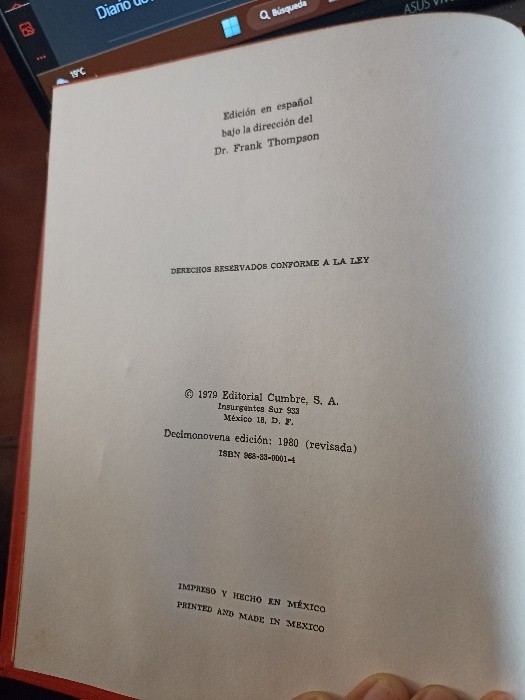 Diario
Búsqueda
ASUS
19°C
Edición en español
bajo la dirección del
Dr. Frank Thompson
DERECHOS RESERVADOS CONFORME A LA LEY
© 1979 Editorial Cumbre, S. A.
Insurgentes Sur 933
México 18, D. F.
Decimonovena edición: 1980 (revisada)
ISBN 968-33-0001-4
IMPRESO Y HECHO EN MÉXICO
PRINTED AND MADE IN MEXICO